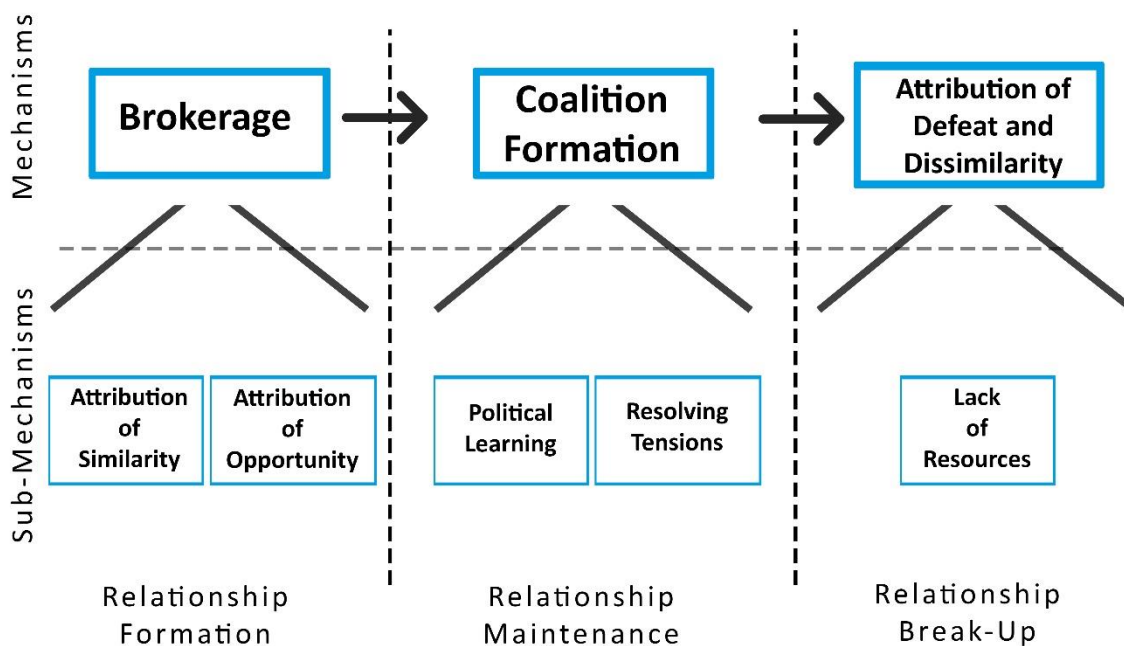 Mechanisms
Brokerage
Coalition
Formation
Attribution of
Defeat and
Dissimilarity
Sub-Mechanisms
Attribution
of
Similarity
Attribution
of
Opportunity
Political
Learning
Resolving
Tensions
Lack
of
Resources
Relationship
Formation
Relationship
Maintenance
Relationship
Break-Up